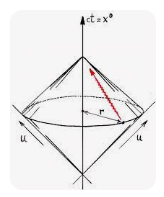 ct = x⁰
r
u u